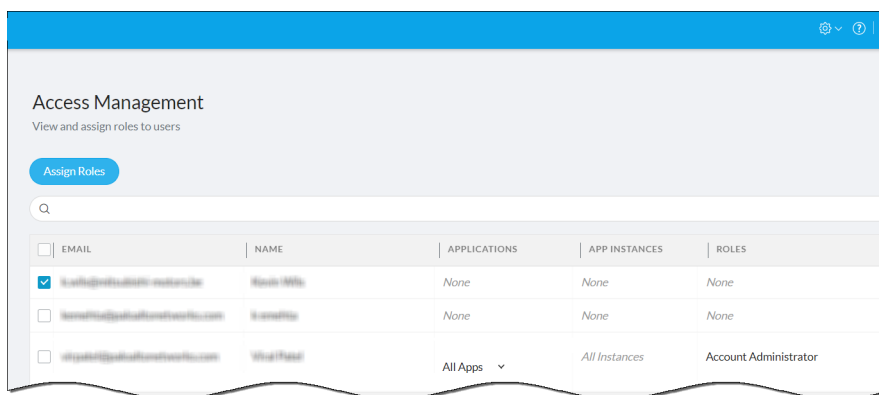 Access Management
View and assign roles to users
Assign Roles
EMAIL NAME APPLICATIONS APP INSTANCES ROLES
None None None
None None None
All Apps All Instances Account Administrator